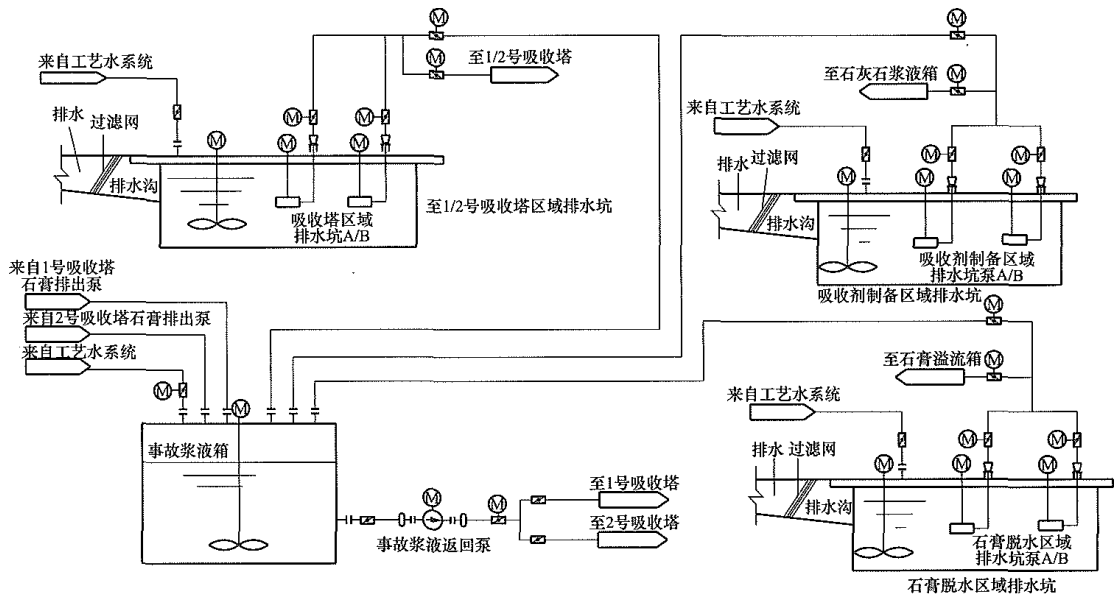 M
M
来自工艺水系统
至1/2号吸收塔
M
至石灰石浆液箱
M
来自工艺水系统
排水
过滤网
M
M
M
M
M
排水沟
吸收塔区域
排水坑A/B
至1/2号吸收塔区域排水坑
排水
过滤网
M
M
M
M
M
排水沟
吸收剂制备区域
排水坑泵A/B
吸收剂制备区域排水坑
来自1号吸收塔
石膏排出泵
来自2号吸收塔石膏排出泵
来自工艺水系统
M
M
事故浆液箱
M
M
事故浆液返回泵
至1号吸收塔
至2号吸收塔
M
至石膏溢流箱
M
来自工艺水系统
排水
过滤网
M
M
M
M
M
排水沟
石膏脱水区域
排水坑泵A/B
石膏脱水区域排水坑